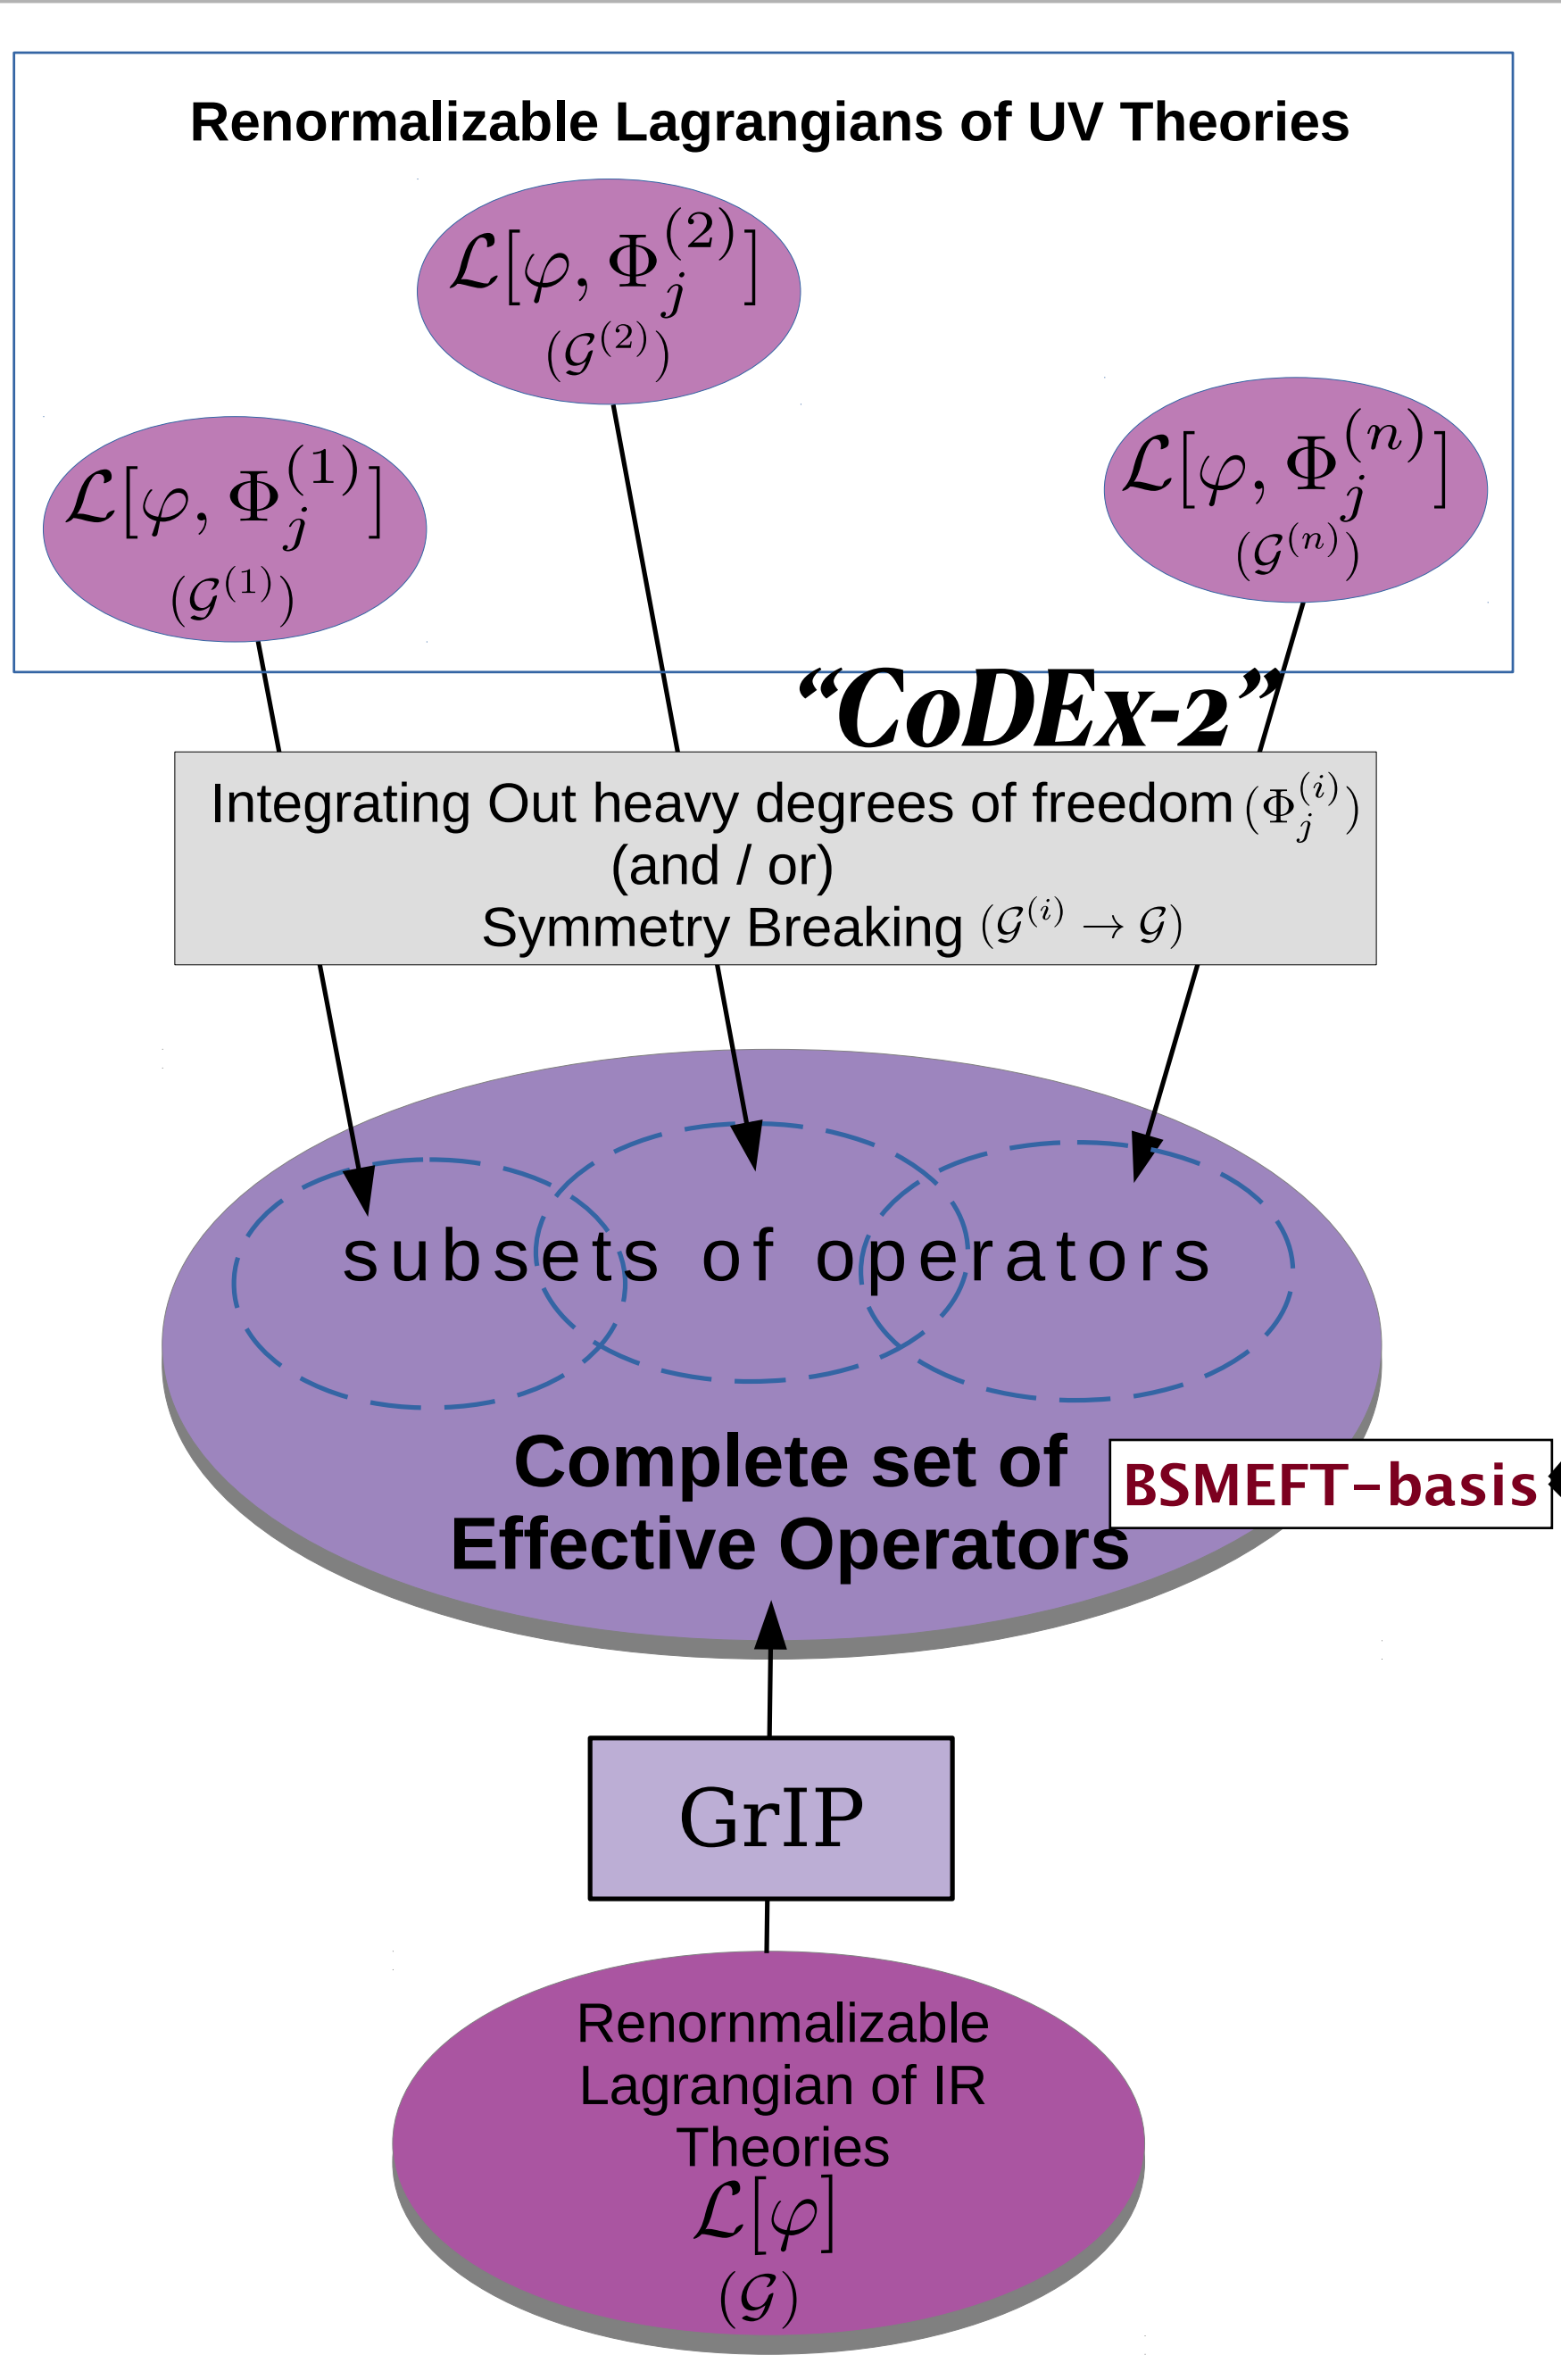 Renormalizable Lagrangians of UV Theories
ℒ[φ, Φ_j^(2)]
(𝒢^(2))
ℒ[φ, Φ_j^(1)]
(𝒢^(1))
ℒ[φ, Φ_j^(n)]
(𝒢^(n))
“CoDEx-2”
Integrating Out heavy degrees of freedom (Φ_j^(i))
(and / or)
Symmetry Breaking (𝒢^(i) → 𝒢)
subsets of operators
Complete set of
Effective Operators
BSMEFT-basis
GrIP
Renornmalizable
Lagrangian of IR
Theories
ℒ[φ]
(𝒢)